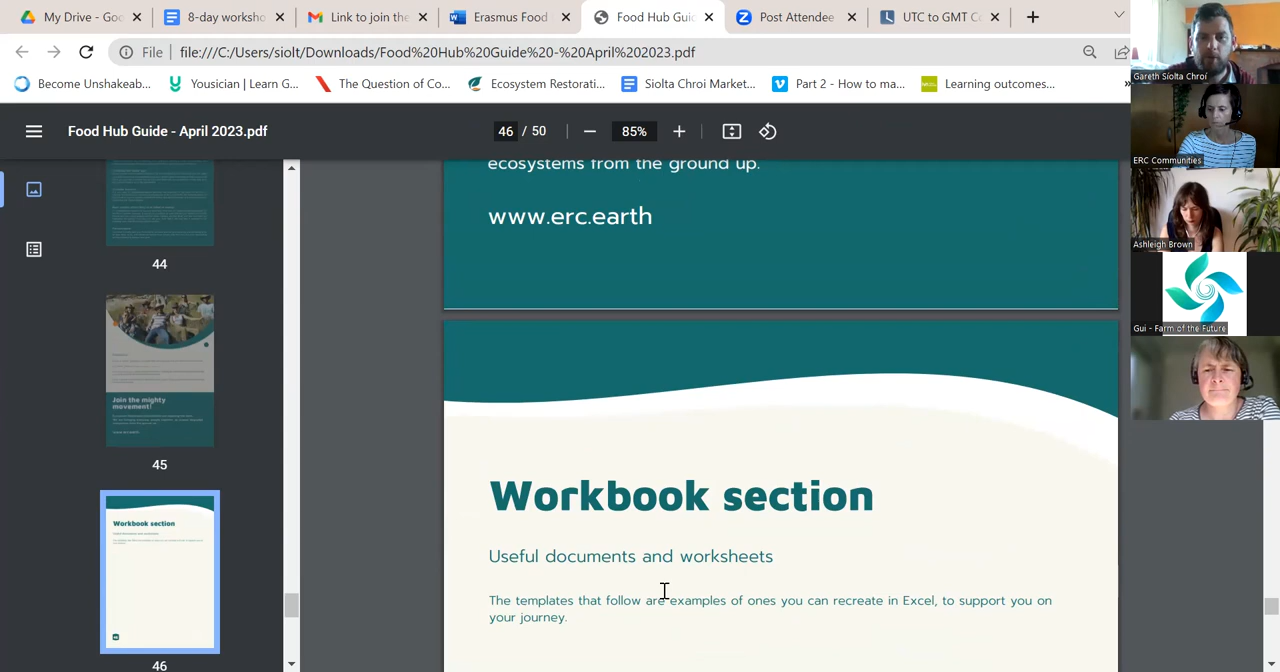 My Drive - Goo
8-day worksho
Link to join the
Erasmus Food
Food Hub Guid
Post Attendee
UTC to GMT C
File
file:///C:/Users/siolt/Downloads/Food%20Hub%20Guide%20-%20April%202023.pdf
Become Unshakeab...
Yousician | Learn G...
The Question of Co...
Ecosystem Restorati...
Síolta Chroí Market...
Part 2 - How to ma...
Learning outcomes...
Food Hub Guide - April 2023.pdf
46 / 50
85%
44
Join the mighty
movement!
45
Workbook section
46
ecosystems from the ground up.
www.erc.earth
Workbook section
Useful documents and worksheets
The templates that follow are examples of ones you can recreate in Excel, to support you on
your journey.
Gareth Síolta Chroí
ERC Communities
Ashleigh Brown
Gui - Farm of the Future